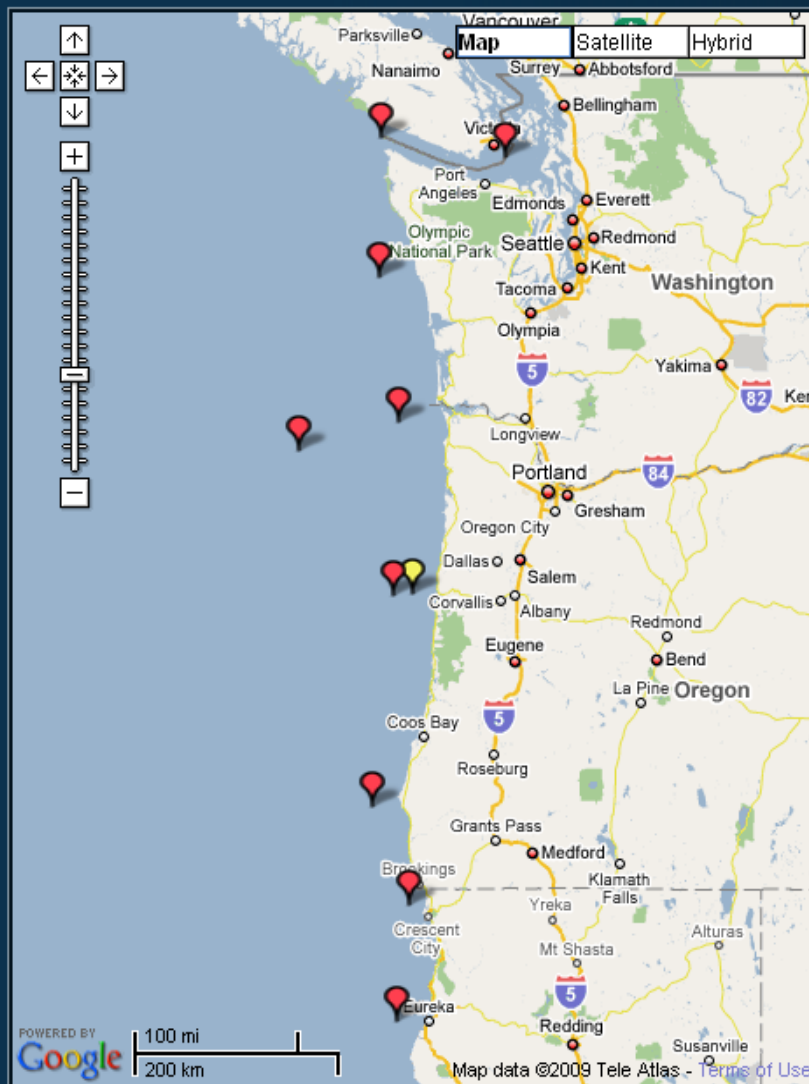 Vancouver
Parksville
Map
Satellite
Hybrid
Nanaimo
Surrey
Abbotsford
Bellingham
Victoria
Port
Angeles
Edmonds
Everett
Olympic
National Park
Seattle
Redmond
Kent
Washington
Tacoma
Olympia
5
Yakima
82
Ken
Longview
Portland
84
Gresham
Oregon City
Dallas
Salem
Corvallis
Albany
Redmond
Eugene
Bend
La Pine
Oregon
5
Coos Bay
Roseburg
Grants Pass
Medford
Brookings
Klamath
Falls
Crescent
City
Yreka
Alturas
Mt Shasta
5
Eureka
Redding
Susanville
POWERED BY
Google
100 mi
200 km
Map data ©2009 Tele Atlas - Terms of Use